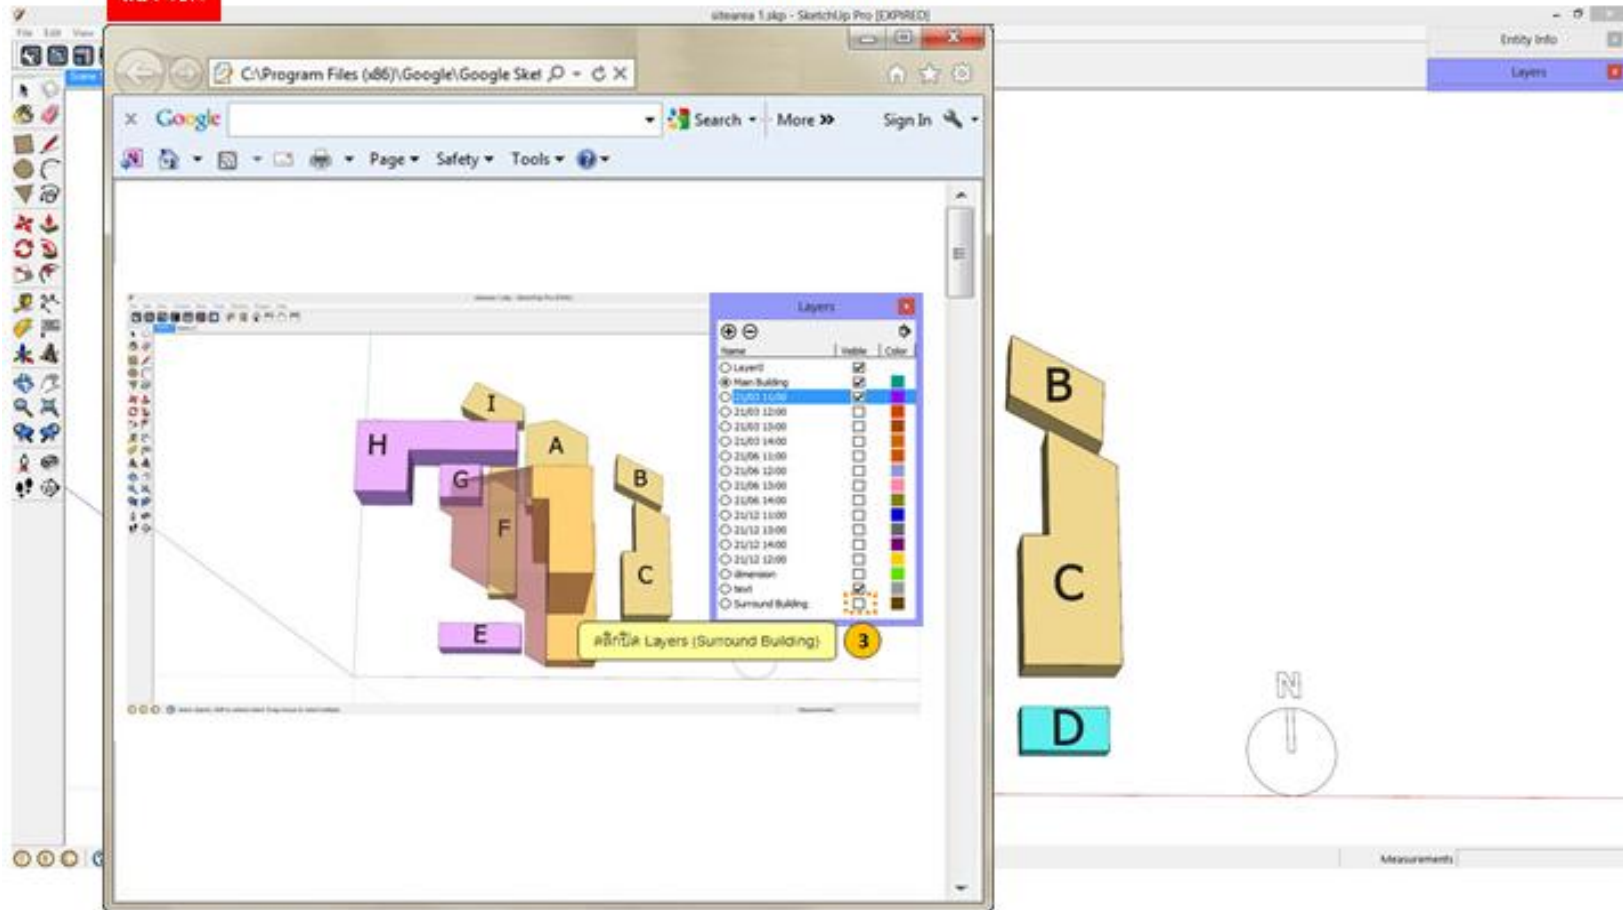 sitearea 1.skp - SketchUp Pro [EXPIRED]
File Edit View
Entity Info
Layers
C:\Program Files (x86)\Google\Google Sket
Google
Search
More
Sign In
Page
Safety
Tools
Layers
Name Visible Color
Layer0
Main Building
21/03 11:00
21/03 12:00
21/03 13:00
21/03 14:00
21/06 11:00
21/06 12:00
21/06 13:00
21/06 14:00
21/12 11:00
21/12 13:00
21/12 14:00
21/12 12:00
dimension
text
Surround Building
I
H
A
G
B
F
C
E
คลิกปิด Layers (Surround Building)
3
B
C
D
N
Measurements